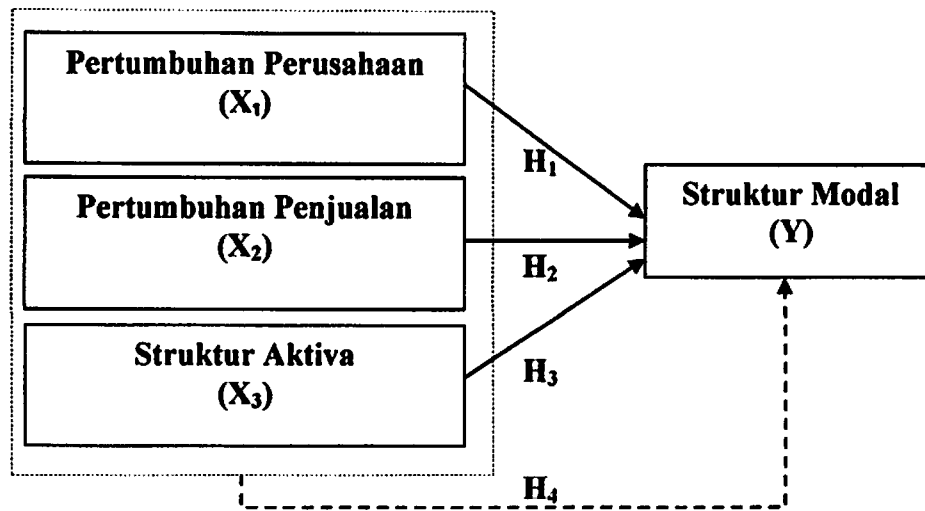 Pertumbuhan Perusahaan
(X₁)
H₁
Pertumbuhan Penjualan
(X₂)
H₂
Struktur Aktiva
(X₃)
H₃
Struktur Modal
(Y)
H₄